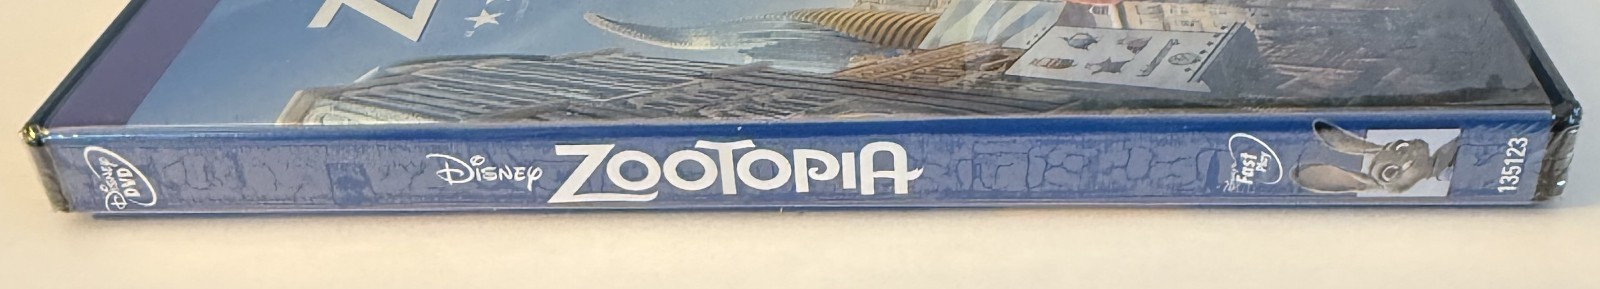 Disney DVD
Disney ZOOTOPIA
Disney's Fast Play
135123